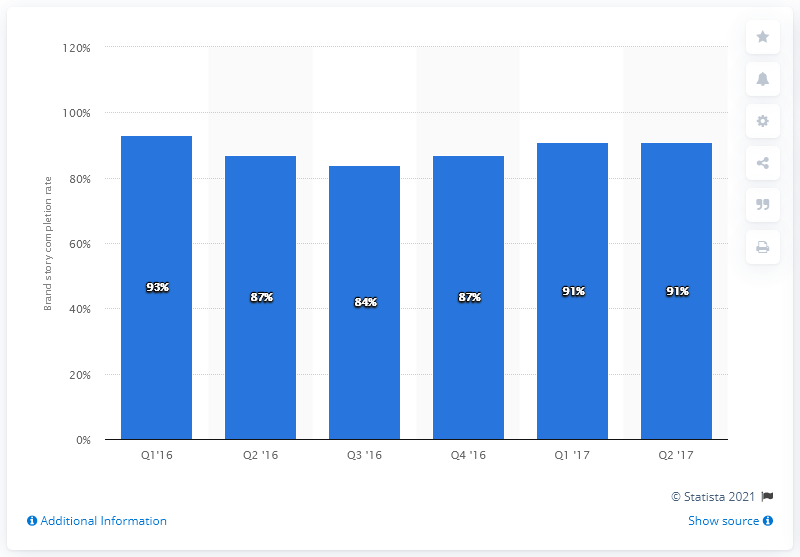 120%
100%
80%
60%
40%
20%
0%
Brand story completion rate
93%
87%
84%
87%
91%
91%
Q1'16
Q2 '16
Q3 '16
Q4 '16
Q1 '17
Q2 '17
© Statista 2021
Additional Information
Show source